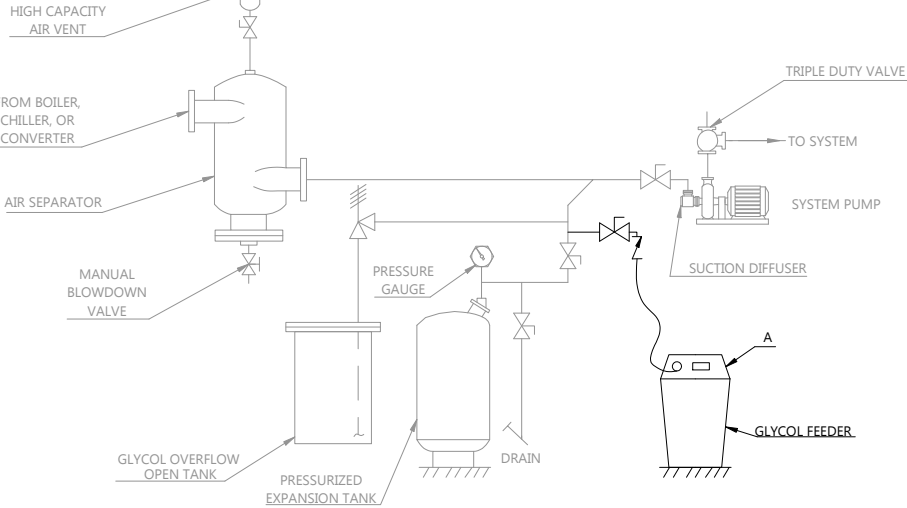 HIGH CAPACITY
AIR VENT
TRIPLE DUTY VALVE
ROM BOILER,
CHILLER, OR
CONVERTER
TO SYSTEM
AIR SEPARATOR
SYSTEM PUMP
MANUAL
BLOWDOWN
VALVE
PRESSURE
GAUGE
SUCTION DIFFUSER
A
GLYCOL FEEDER
GLYCOL OVERFLOW
OPEN TANK
DRAIN
PRESSURIZED
EXPANSION TANK